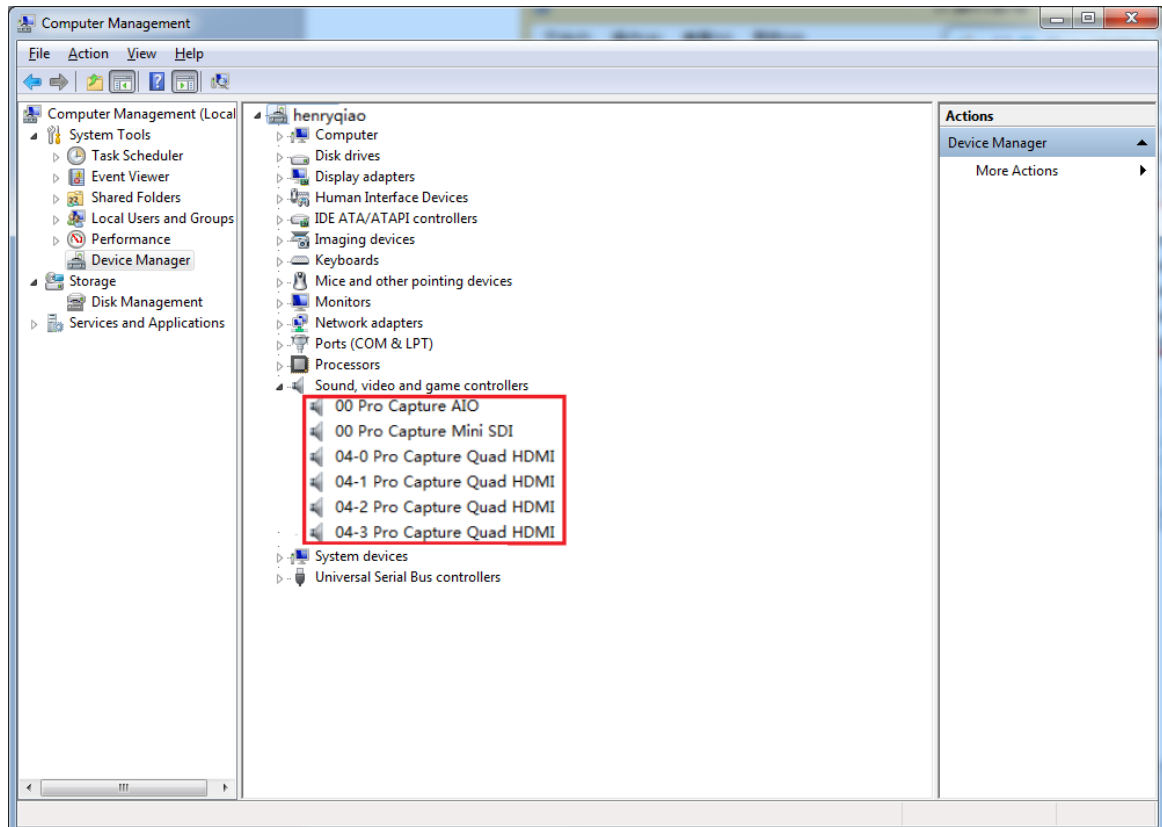 Computer Management
File Action View Help
Computer Management (Local
System Tools
Task Scheduler
Event Viewer
Shared Folders
Local Users and Groups
Performance
Device Manager
Storage
Disk Management
Services and Applications
henryqiao
Computer
Disk drives
Display adapters
Human Interface Devices
IDE ATA/ATAPI controllers
Imaging devices
Keyboards
Mice and other pointing devices
Monitors
Network adapters
Ports (COM & LPT)
Processors
Sound, video and game controllers
00 Pro Capture AIO
00 Pro Capture Mini SDI
04-0 Pro Capture Quad HDMI
04-1 Pro Capture Quad HDMI
04-2 Pro Capture Quad HDMI
04-3 Pro Capture Quad HDMI
System devices
Universal Serial Bus controllers
Actions
Device Manager
More Actions